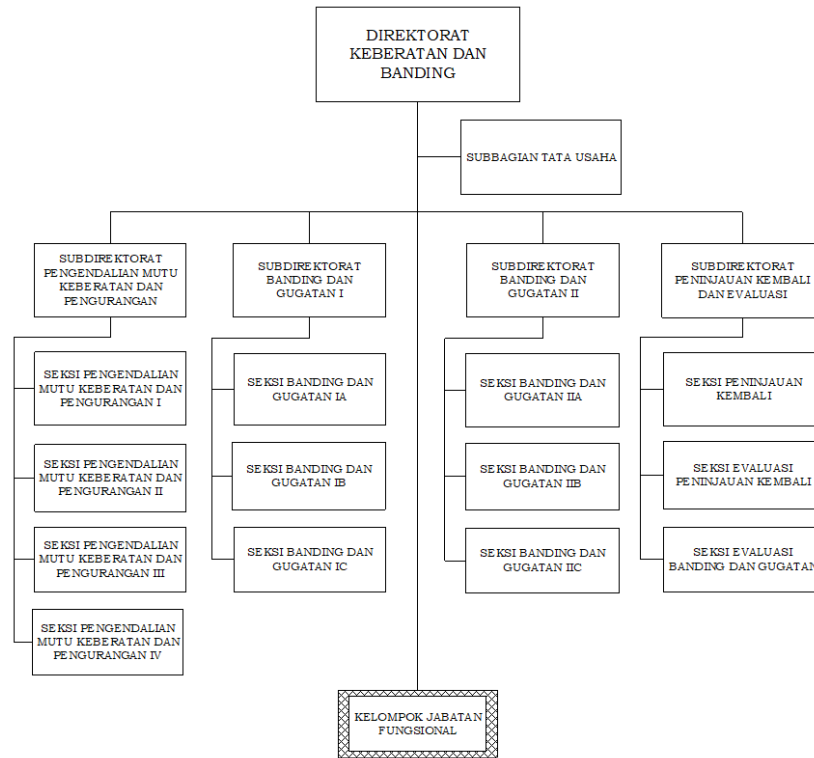 DIREKTORAT
KEBERATAN DAN
BANDING
SUBBAGIAN TATA USAHA
SUBDIREKTORAT
PENGENDALIAN MUTU
KEBERATAN DAN
PENGURANGAN
SUBDIREKTORAT
BANDING DAN
GUGATAN I
SUBDIREKTORAT
BANDING DAN
GUGATAN II
SUBDIREKTORAT
PENINJAUAN KEMBALI
DAN EVALUASI
SEKSI PENGENDALIAN
MUTU KEBERATAN DAN
PENGURANGAN I
SEKSI BANDING DAN
GUGATAN IA
SEKSI BANDING DAN
GUGATAN IIA
SEKSI PENINJAUAN
KEMBALI
SEKSI PENGENDALIAN
MUTU KEBERATAN DAN
PENGURANGAN II
SEKSI BANDING DAN
GUGATAN IB
SEKSI BANDING DAN
GUGATAN IIB
SEKSI EVALUASI
PENINJAUAN KEMBALI
SEKSI PENGENDALIAN
MUTU KEBERATAN DAN
PENGURANGAN III
SEKSI BANDING DAN
GUGATAN IC
SEKSI BANDING DAN
GUGATAN IIC
SEKSI EVALUASI
BANDING DAN GUGATAN
SEKSI PENGENDALIAN
MUTU KEBERATAN DAN
PENGURANGAN IV
KELOMPOK JABATAN
FUNGSIONAL